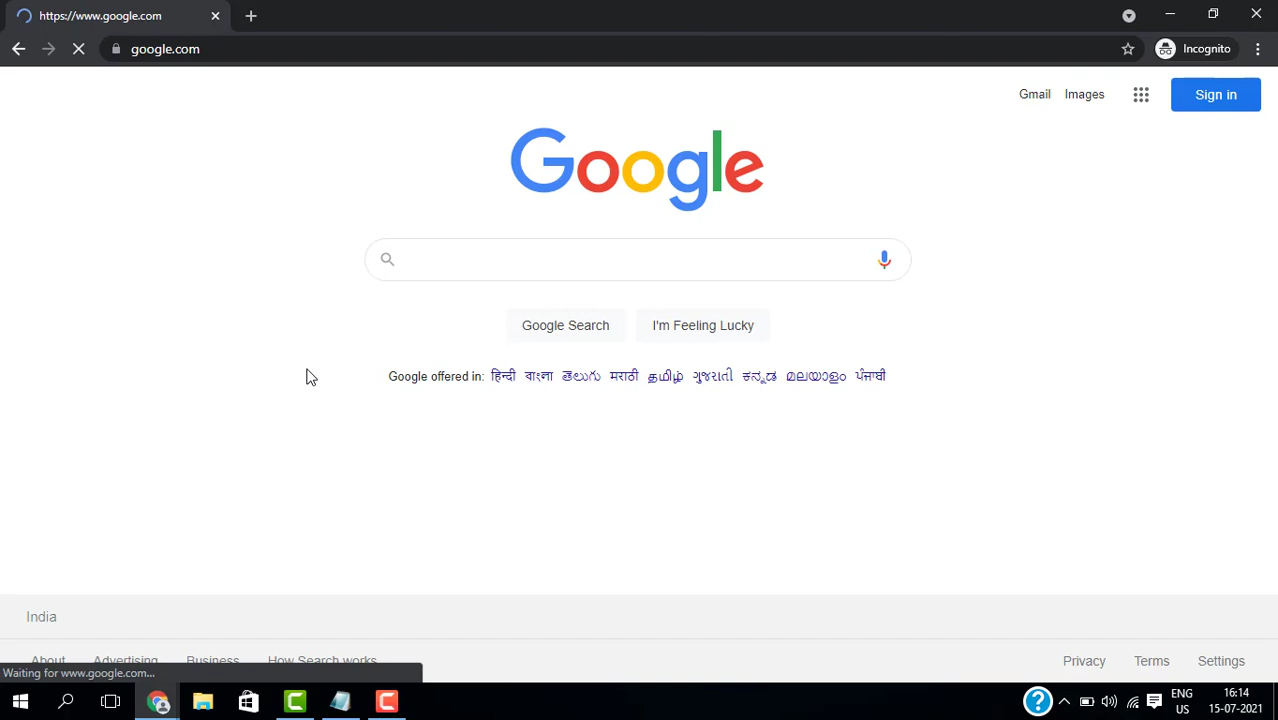 https://www.google.com
google.com
Incognito
Gmail Images Sign in
Google
Google Search I'm Feeling Lucky
Google offered in: हिन्दी বাংলা తెలుగు मराठी தமிழ் ગુજરાતી ಕನ್ನಡ മലയാളം ਪੰਜਾਬੀ
India
About Advertising Business How Search works Privacy Terms Settings
Waiting for www.google.com...
ENG 16:14
US 15-07-2021